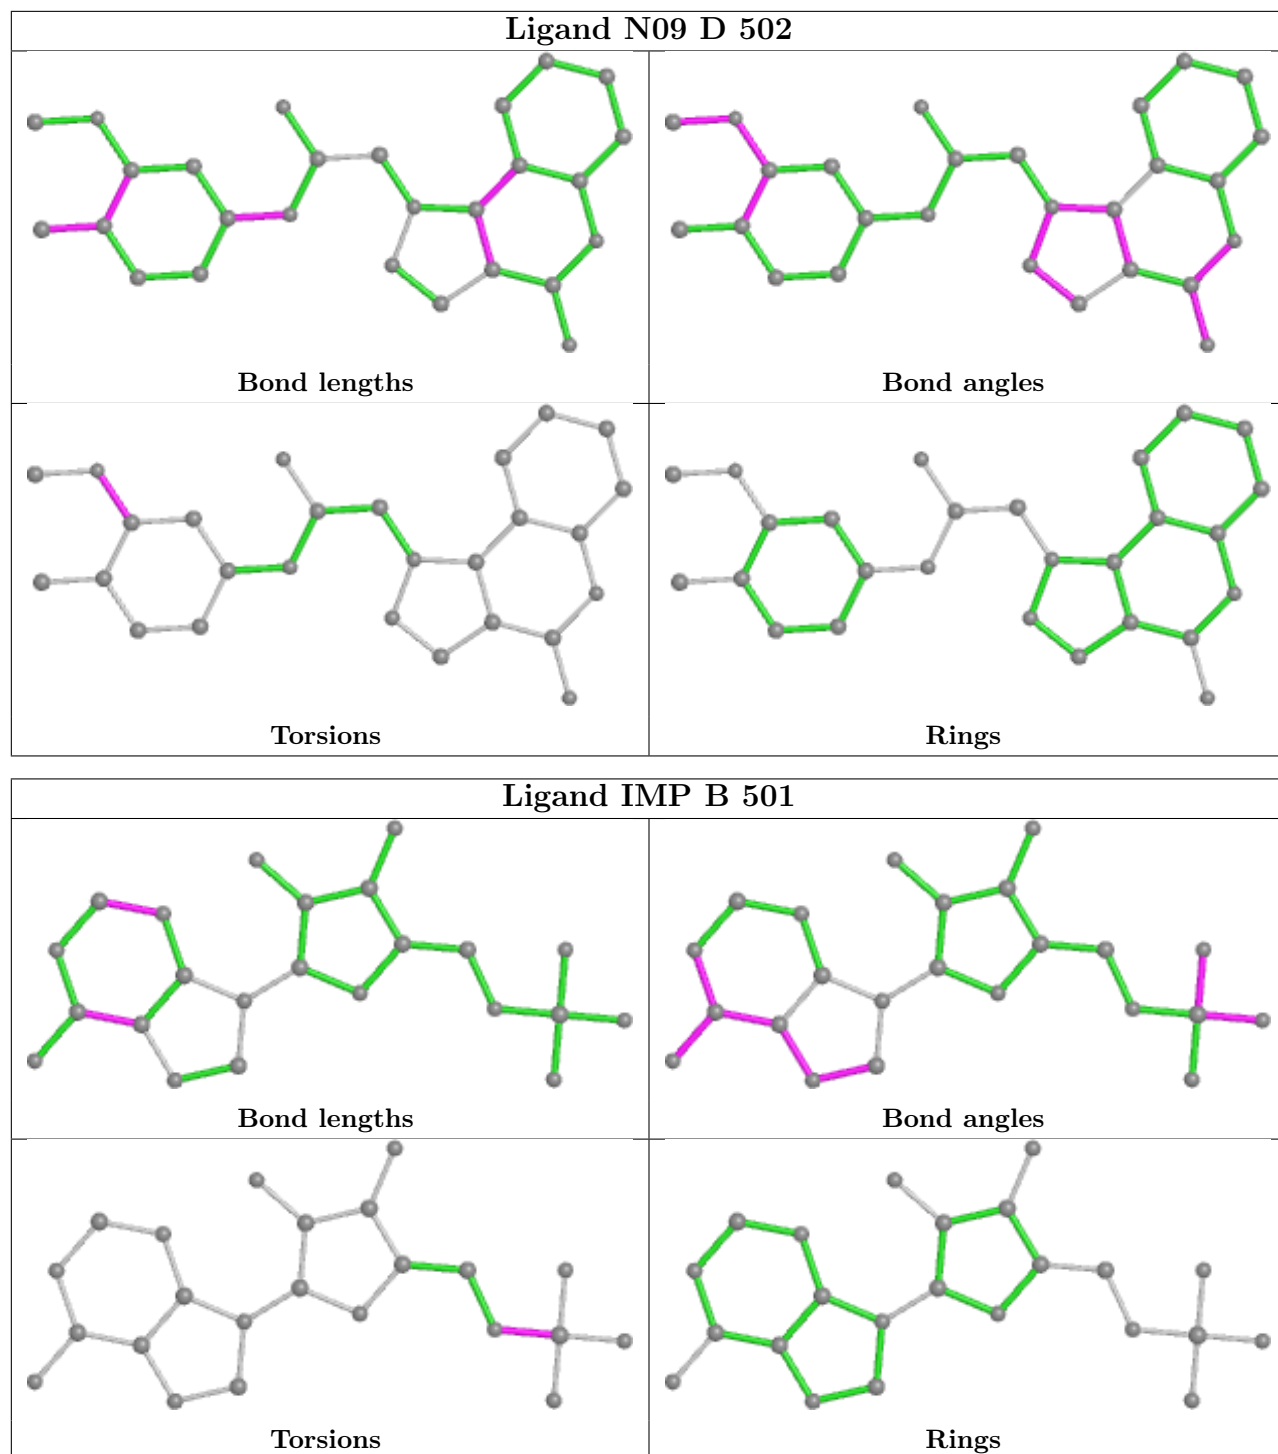 Ligand N09 D 502
Bond lengths
Bond angles
Torsions
Rings
Ligand IMP B 501
Bond lengths
Bond angles
Torsions
Rings